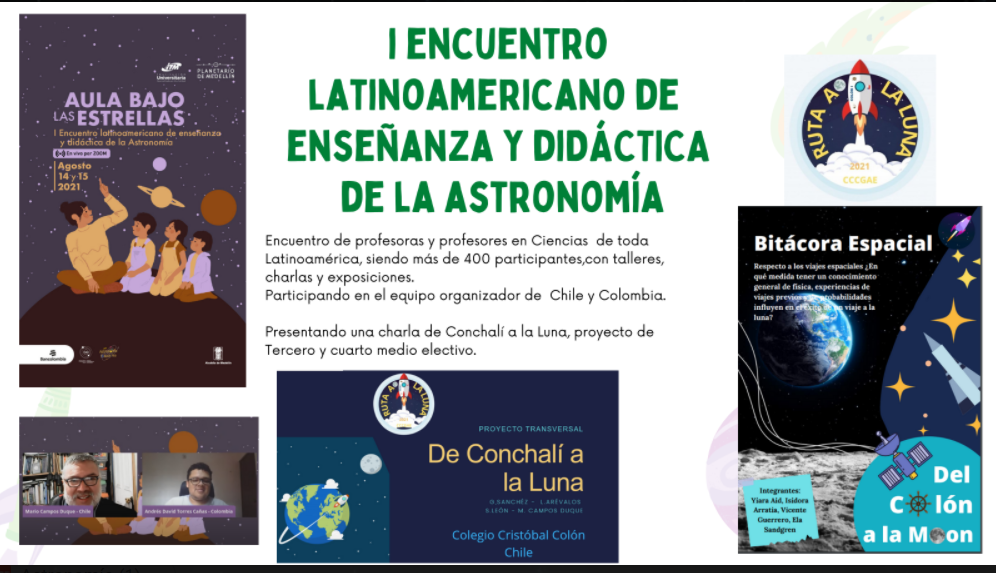 I ENCUENTRO
LATINOAMERICANO DE
ENSEÑANZA Y DIDÁCTICA
DE LA ASTRONOMÍA
Encuentro de profesoras y profesores en Ciencias de toda
Latinoamérica, siendo más de 400 participantes,con talleres,
charlas y exposiciones.
Participando en el equipo organizador de Chile y Colombia.
Presentando una charla de Conchalí a la Luna, proyecto de
Tercero y cuarto medio electivo.
Universitaria
PLANETARIO
DE MEDELLÍN
AULA BAJO
LAS ESTRELLAS
I Encuentro latinoamericano de enseñanza
y didáctica de la Astronomía
En vivo por ZOOM
Agosto
14 y 15
2021
Bancolombia
Alcaldía de Medellín
Mario Campos Duque - Chile
Andrés David Torres Cañas - Colombia
RUTA A LA LUNA
PROYECTO TRANSVERSAL
De Conchalí a
la Luna
G.SANCHÉZ - L.ARÉVALOS
S.LEÓN - M. CAMPOS DUQUE
Colegio Cristóbal Colón
Chile
RUTA A LA LUNA
2021
CCCGAE
Bitácora Espacial
Respecto a los viajes espaciales ¿En
qué medida tener un conocimiento
general de física, experiencias de
viajes previos y probabilidades
influyen en el éxito de un viaje a la
luna?
Integrantes:
Yiara Aid, Isidora
Arratia, Vicente
Guerrero, Ela
Sandgren
Del
Colón
a la Moon